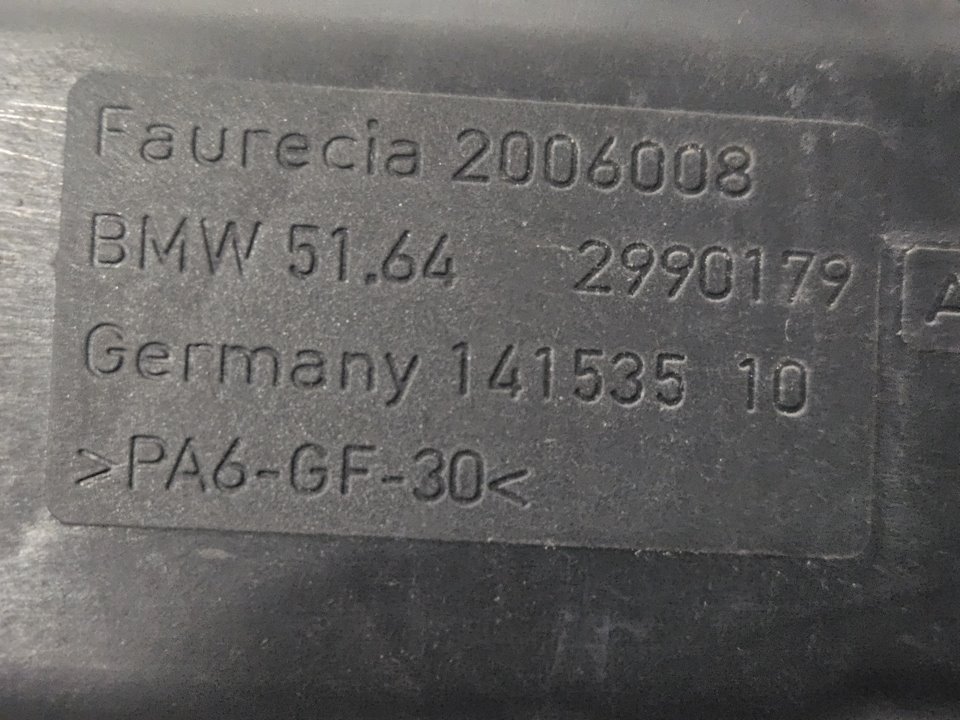 Faurecia 2006008
BMW 51.64 2990179
Germany 141535 10
>PA6-GF-30<